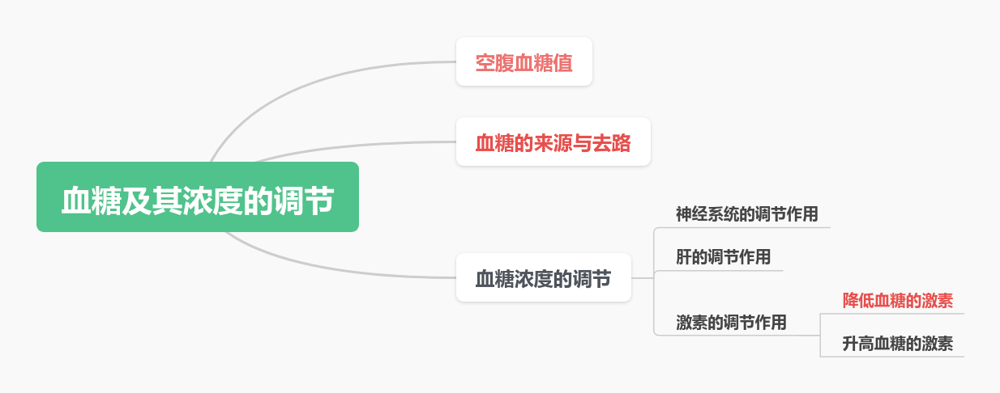 空腹血糖值
血糖的来源与去路
血糖及其浓度的调节
神经系统的调节作用
肝的调节作用
血糖浓度的调节
降低血糖的激素
激素的调节作用
升高血糖的激素